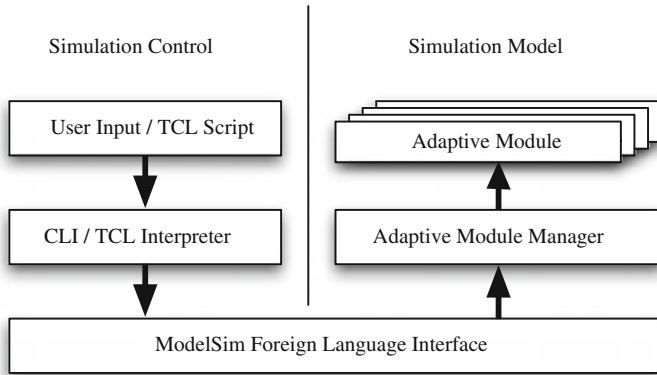 Simulation Control
Simulation Model
User Input / TCL Script
Adaptive Module
CLI / TCL Interpreter
Adaptive Module Manager
ModelSim Foreign Language Interface